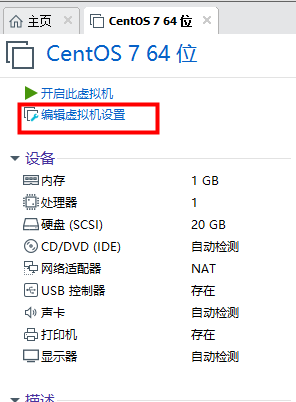 主页 CentOS 7 64 位
CentOS 7 64 位
开启此虚拟机
编辑虚拟机设置
设备
内存 1 GB
处理器 1
硬盘 (SCSI) 20 GB
CD/DVD (IDE) 自动检测
网络适配器 NAT
USB 控制器 存在
声卡 自动检测
打印机 存在
显示器 自动检测
描述